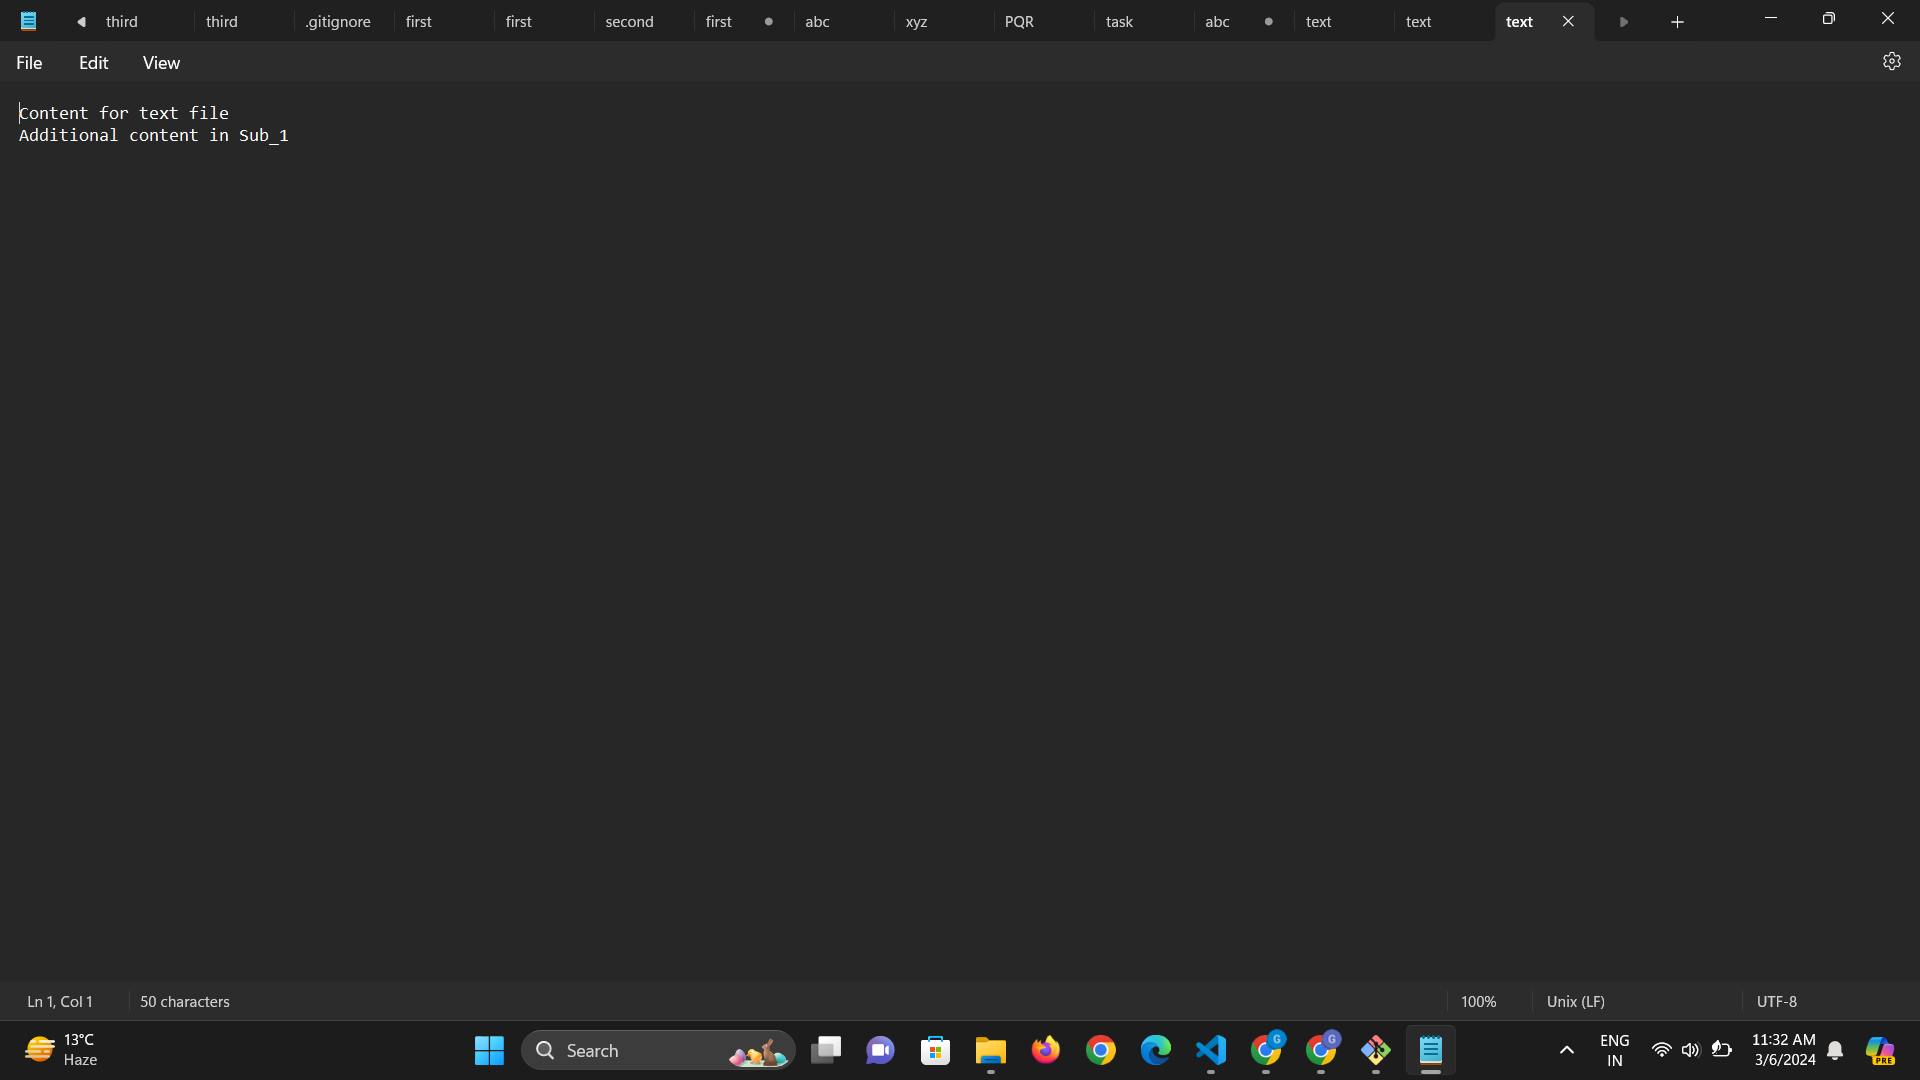 third third .gitignore first first second first abc xyz PQR task abc text text text
File Edit View
Content for text file
Additional content in Sub_1
Ln 1, Col 1 50 characters 100% Unix (LF) UTF-8
13°C
Haze
Search
G
G
ENG
IN
11:32 AM
3/6/2024
PRE